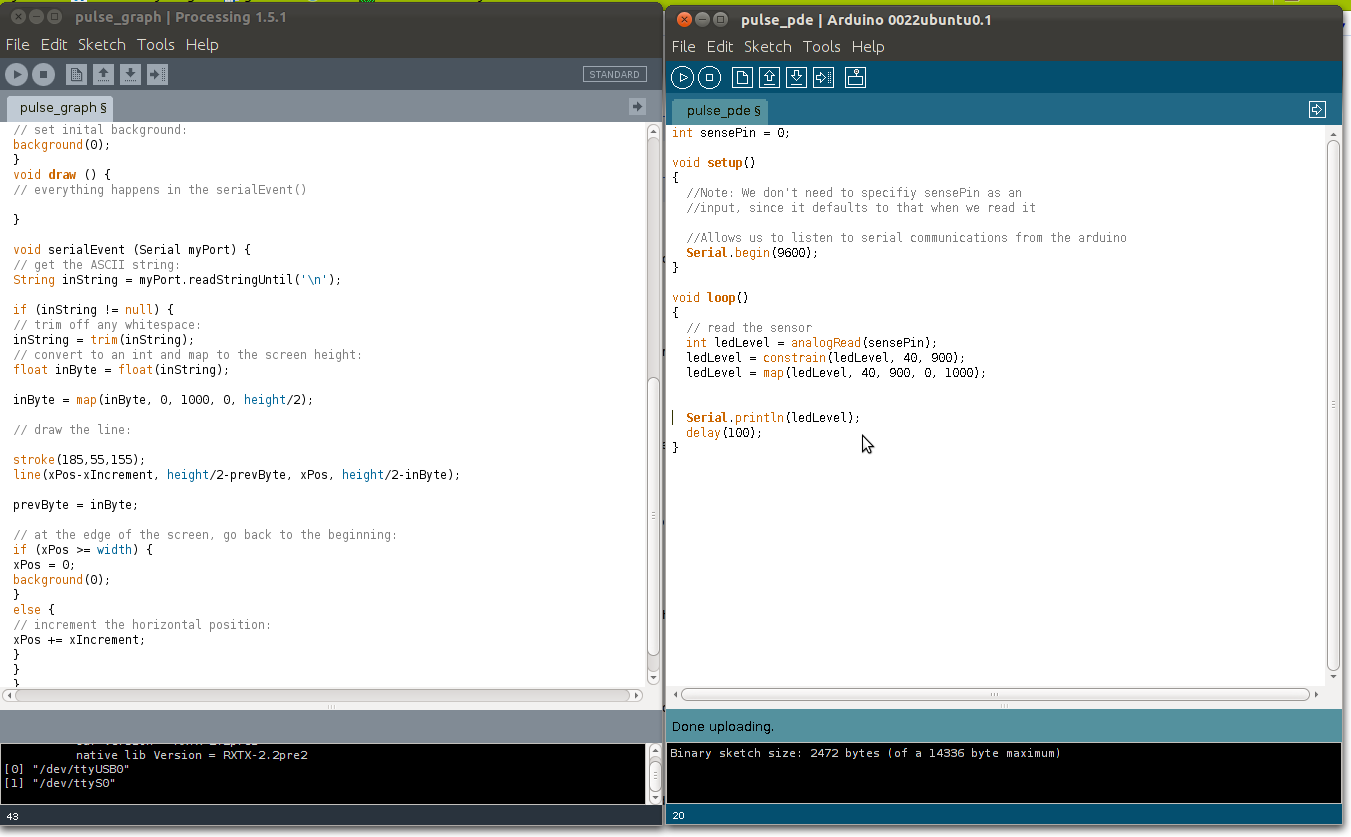 pulse_graph | Processing 1.5.1
File Edit Sketch Tools Help
STANDARD
pulse_graph §
// set inital background:
background(0);
}
void draw () {
// everything happens in the serialEvent()
}
void serialEvent (Serial myPort) {
// get the ASCII string:
String inString = myPort.readStringUntil('\n');
if (inString != null) {
// trim off any whitespace:
inString = trim(inString);
// convert to an int and map to the screen height:
float inByte = float(inString);
inByte = map(inByte, 0, 1000, 0, height/2);
// draw the line:
stroke(185,55,155);
line(xPos-xIncrement, height/2-prevByte, xPos, height/2-inByte);
prevByte = inByte;
// at the edge of the screen, go back to the beginning:
if (xPos >= width) {
xPos = 0;
background(0);
}
else {
// increment the horizontal position:
xPos += xIncrement;
}
}
}
native lib Version = RXTX-2.2pre2
[0] "/dev/ttyUSB0"
[1] "/dev/ttyS0"
43
pulse_pde | Arduino 0022ubuntu0.1
File Edit Sketch Tools Help
pulse_pde §
int sensePin = 0;
void setup()
{
//Note: We don't need to specifiy sensePin as an
//input, since it defaults to that when we read it
//Allows us to listen to serial communications from the arduino
Serial.begin(9600);
}
void loop()
{
// read the sensor
int ledLevel = analogRead(sensePin);
ledLevel = constrain(ledLevel, 40, 900);
ledLevel = map(ledLevel, 40, 900, 0, 1000);
Serial.println(ledLevel);
delay(100);
}
Done uploading.
Binary sketch size: 2472 bytes (of a 14336 byte maximum)
20